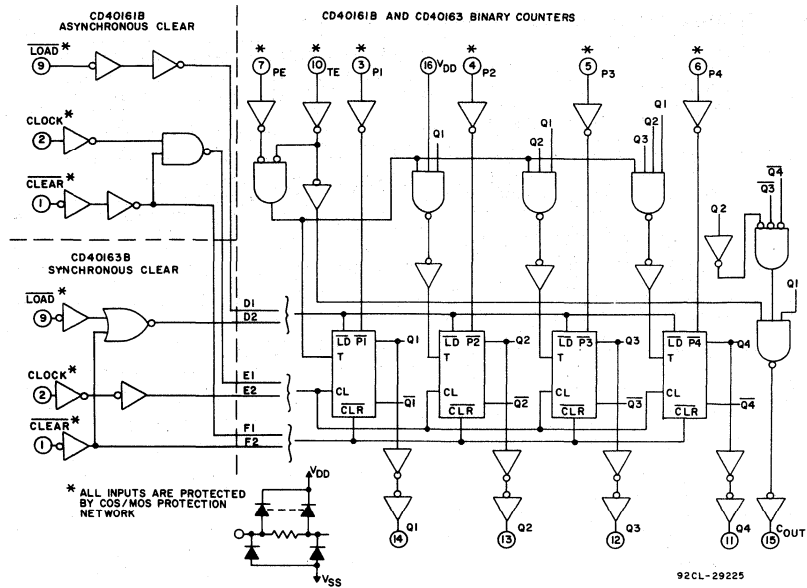 CD40161B
ASYNCHRONOUS CLEAR
CD40161B AND CD40163 BINARY COUNTERS
LOAD *
9
CLOCK *
2
CLEAR *
1
* 7 PE
* 10 TE
* 3 P1
16 VDD
* 4 P2
* 5 P3
* 6 P4
Q1
Q2
Q1
Q3
Q2
Q1
Q2
Q3
Q4
Q1
CD40163B
SYNCHRONOUS CLEAR
LOAD *
9
CLOCK *
2
CLEAR *
1
D1
D2
E1
E2
F1
F2
LD P1
T
CL
CLR
Q1
Q1
LD P2
T
CL
CLR
Q2
Q2
LD P3
T
CL
CLR
Q3
Q3
LD P4
T
CL
CLR
Q4
Q4
* ALL INPUTS ARE PROTECTED
BY COS/MOS PROTECTION
NETWORK
VDD
VSS
14 Q1
13 Q2
12 Q3
11 Q4
15 COUT
92CL-29225